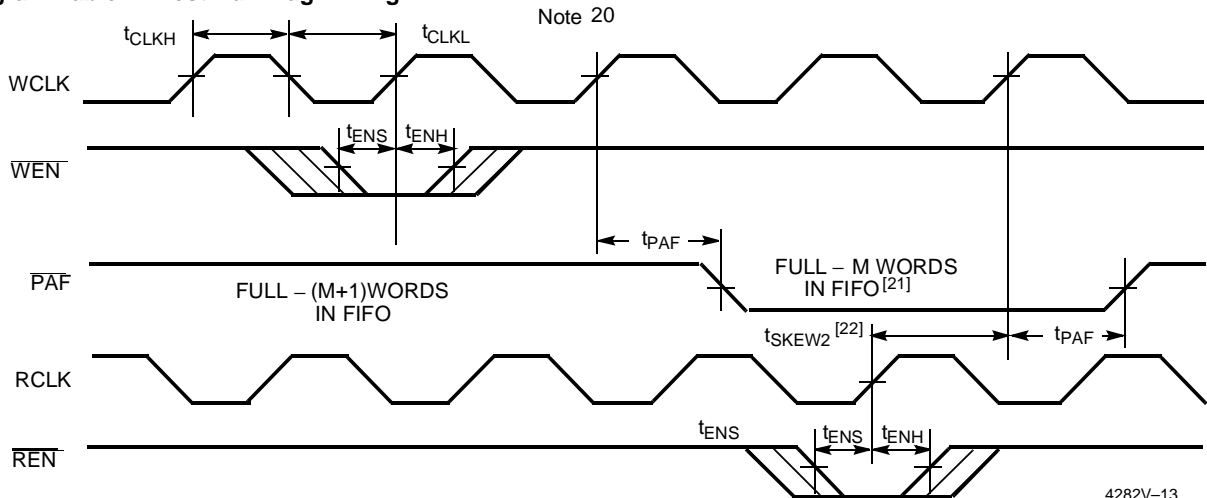 Note 20
tCLKH
tCLKL
WCLK
tENS
tENH
WEN
tPAF
PAF
FULL – (M+1)WORDS
IN FIFO
FULL – M WORDS
IN FIFO[21]
tSKEW2 [22]
tPAF
RCLK
tENS
tENS
tENH
REN
4282V–13